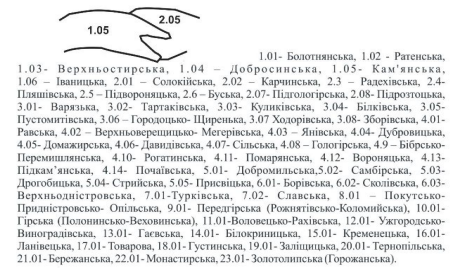 2.05
1.05
1.01- Болотнянська, 1.02 - Ратенська,
1.03- Верхньостирська, 1.04 – Добросинська, 1.05- Кам'янська,
1.06 – Іваницька, 2.01 – Солокійська, 2.02 – Карчинська, 2.3 – Радехівська, 2.4-
Пляшівська, 2.5 – Підвороняцька, 2.6 – Буська, 2.07- Підгологірська, 2.08- Підрозтоцька,
3.01- Варязька, 3.02- Тартаківська, 3.03- Куликівська, 3.04- Білківська, 3.05-
Пустомитівська, 3.06 – Городоцько- Щиренька, 3.07 Ходорівська, 3.08- Зборівська, 4.01-
Равська, 4.02 – Верхньоверещицько- Мегерівська, 4.03 – Янівська, 4.04- Дубровицька,
4.05- Домажирська, 4.06- Давидівська, 4.07- Сільська, 4.08 – Гологірська, 4.9 – Бібрсько-
Перемишлянська, 4.10- Рогатинська, 4.11- Поморянська, 4.12- Вороняцька, 4.13-
Підкам’янська, 4.14- Почаївська, 5.01- Добромильська,5.02- Самбірська, 5.03-
Дрогобицька, 5.04- Стрийська, 5.05- Присвіцька, 6.01- Борівська, 6.02- Сколівська, 6.03-
Верхньодністровська, 7.01-Турківська, 7.02- Славська, 8.01 – Покутсько-
Придністровсько- Опільська, 9.01- Передгірська (Рожнятівсько-Коломийська), 10.01-
Гірська (Полонинсько-Веховинська), 11.01-Воловецько-Рахівська, 12.01- Ужгородсько-
Виноградівська, 13.01- Гаєвська, 14.01- Білокриницька, 15.01- Кременецька, 16.01-
Ланівецька, 17.01- Товарова, 18.01- Густинська, 19.01- Заліщицька, 20.01- Тернопільська,
21.01- Бережанська, 22.01- Монастирська, 23.01- Золотолипська (Горожанська).